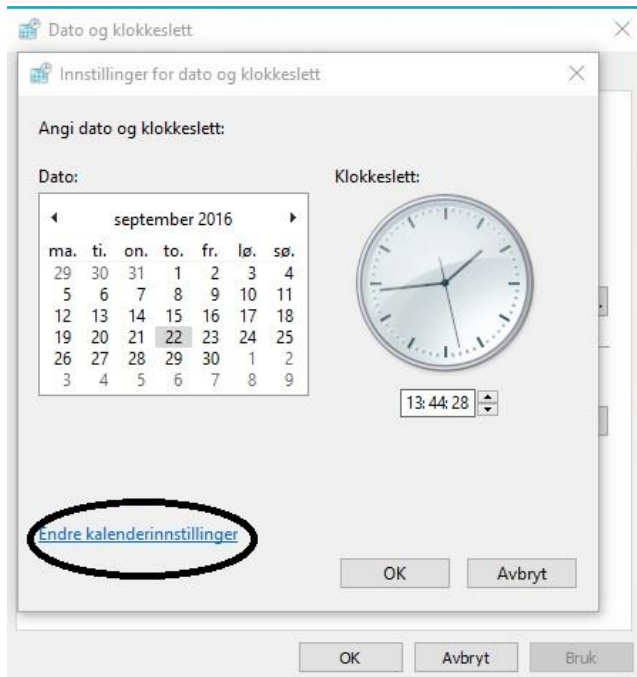 Dato og klokkeslett
Innstillinger for dato og klokkeslett
Angi dato og klokkeslett:
Dato:
Klokkeslett:
september 2016
ma. ti. on. to. fr. lø. sø.
29 30 31 1 2 3 4
5 6 7 8 9 10 11
12 13 14 15 16 17 18
19 20 21 22 23 24 25
26 27 28 29 30 1 2
3 4 5 6 7 8 9
13:44:28
Endre kalenderinnstillinger
OK Avbryt
OK Avbryt Bruk